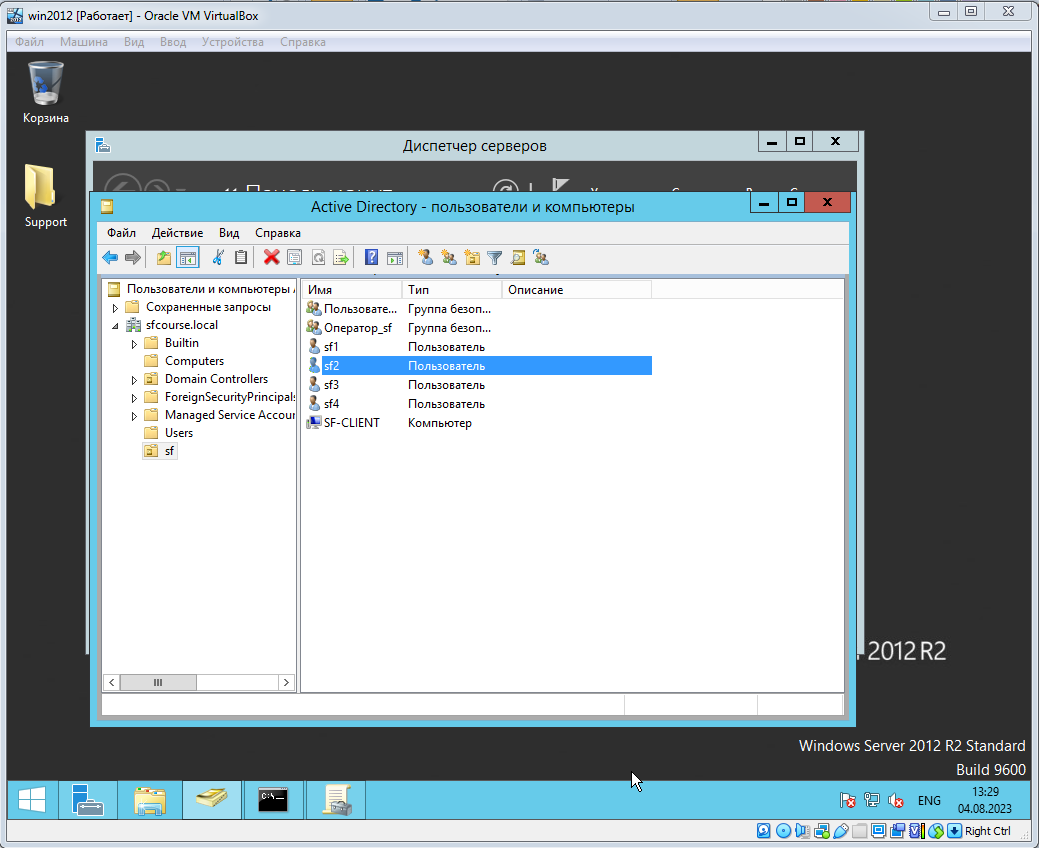 win2012 [Работает] - Oracle VM VirtualBox
Файл Машина Вид Ввод Устройства Справка
Корзина
Support
Диспетчер серверов
Active Directory - пользователи и компьютеры
Файл Действие Вид Справка
Пользователи и компьютеры
Сохраненные запросы
sfcourse.local
Builtin
Computers
Domain Controllers
ForeignSecurityPrincipals
Managed Service Accour
Users
sf
Имя Тип Описание
Пользовате... Группа безоп...
Оператор_sf Группа безоп...
sf1 Пользователь
sf2 Пользователь
sf3 Пользователь
sf4 Пользователь
SF-CLIENT Компьютер
2012 R2
Windows Server 2012 R2 Standard
Build 9600
C:\
ENG
13:29
04.08.2023
Right Ctrl